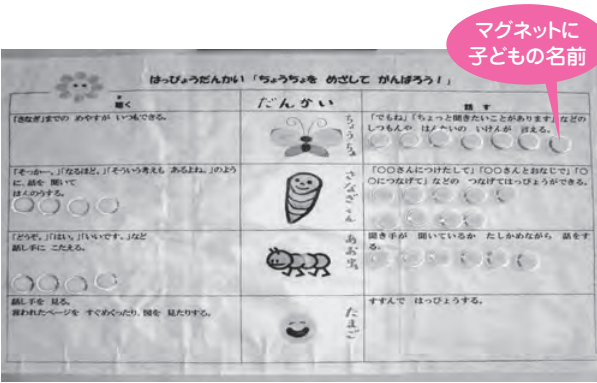 マグネットに
子どもの名前
はっぴょうだんかい「ちょうちょを めざして がんばろう！」
聴く
だんかい
話す
「さなぎ」までの めやすが いつもできる。
ちょうちょ
「でもね」「ちょっと聞きたいことがあります」などの
しつもんや はんたいの いけんが 言える。
「そっかー。」「なるほど。」「そういう考えも あるよね。」のよう
に、話を 聞いて
はんのうする。
さなぎくん
「〇〇さんにつけたして」「〇〇さんとおなじで」「〇
〇につなげて」などの つなげてはっぴょうができる。
「どうぞ。」「はい。」「いいです。」など
話し手に こたえる。
あお虫
聞き手が 聞いているか たしかめながら 話をす
る。
話し手を 見る。
言われたページを すぐめくったり、図を 見たりする。
たまご
すすんで はっぴょうする。